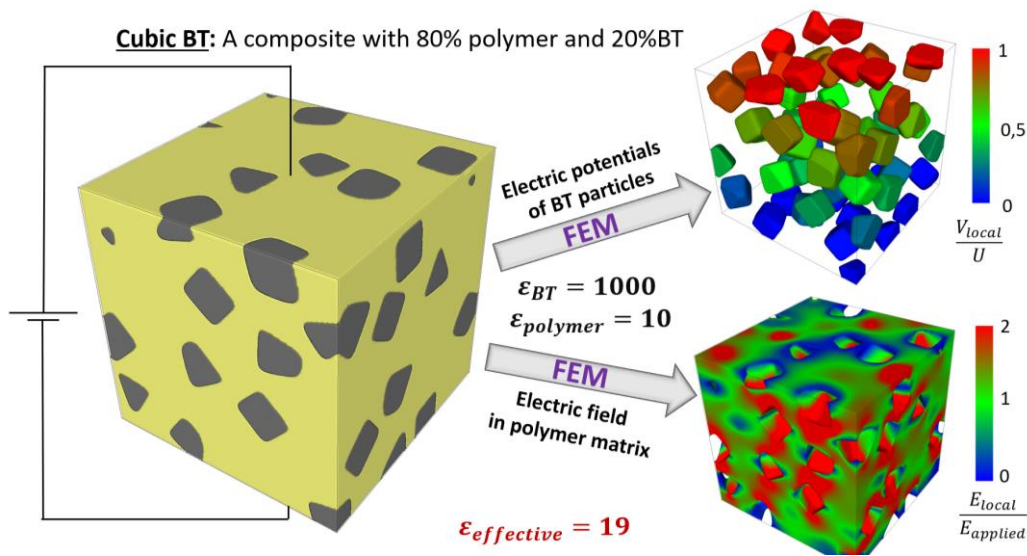 Cubic BT: A composite with 80% polymer and 20%BT
Electric potentials
of BT particles
FEM
1
0,5
0
V_local
U
ε_BT = 1000
ε_polymer = 10
FEM
Electric field
in polymer matrix
2
1
0
E_local
E_applied
ε_effective = 19